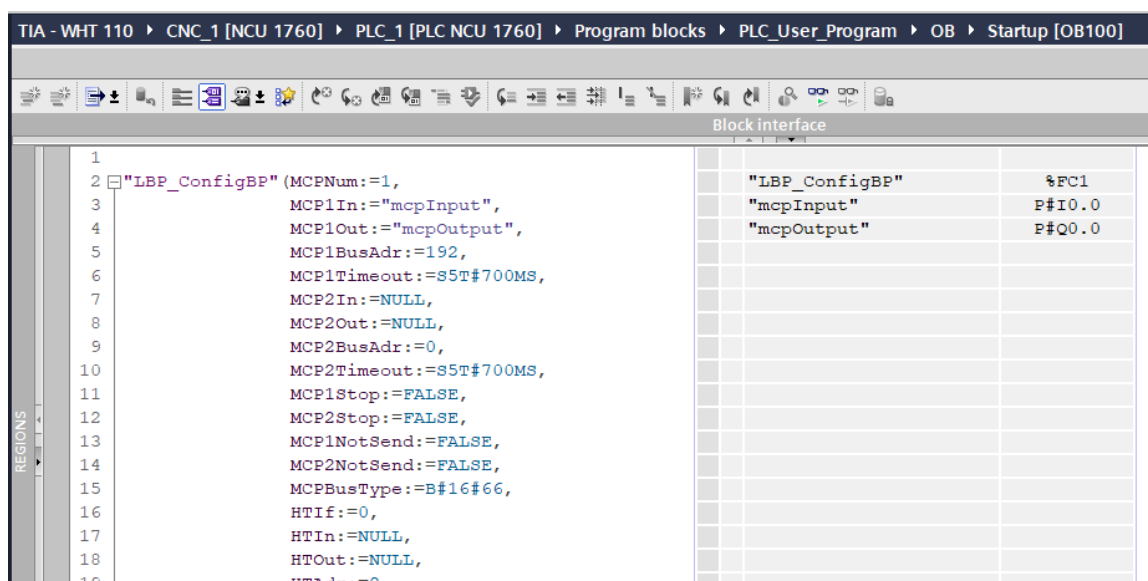 TIA - WHT 110 ▸ CNC_1 [NCU 1760] ▸ PLC_1 [PLC NCU 1760] ▸ Program blocks ▸ PLC_User_Program ▸ OB ▸ Startup [OB100]
Block interface
REGIONS
1
2 "LBP_ConfigBP"(MCPNum:=1, "LBP_ConfigBP" %FC1
3 MCP1In:="mcpInput", "mcpInput" P#I0.0
4 MCP1Out:="mcpOutput", "mcpOutput" P#Q0.0
5 MCP1BusAdr:=192,
6 MCP1Timeout:=S5T#700MS,
7 MCP2In:=NULL,
8 MCP2Out:=NULL,
9 MCP2BusAdr:=0,
10 MCP2Timeout:=S5T#700MS,
11 MCP1Stop:=FALSE,
12 MCP2Stop:=FALSE,
13 MCP1NotSend:=FALSE,
14 MCP2NotSend:=FALSE,
15 MCPBusType:=B#16#66,
16 HTIf:=0,
17 HTIn:=NULL,
18 HTOut:=NULL,